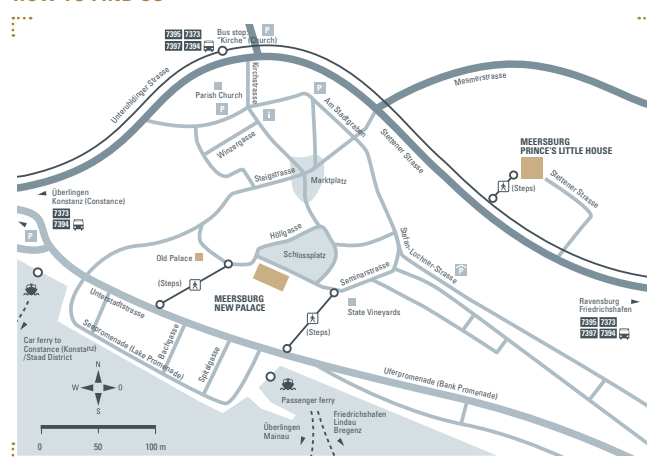 7395 7373
7397 7394
Bus stop:
"Kirche" (Church)
P
Unteruhldinger Strasse
Kirchstrasse
Parish Church
P
i
P
Am Stadtgraben
Mesmerstrasse
Stettener Strasse
Winzergasse
Steigstrasse
Marktplatz
MEERSBURG
PRINCE'S LITTLE HOUSE
(Steps)
Stettener Strasse
Überlingen
Konstanz (Constance)
7373
7394
P
Höllgasse
Schlossplatz
Old Palace
(Steps)
MEERSBURG
NEW PALACE
Seminarstrasse
Stefan-Lochner-Strasse
P
State Vineyards
(Steps)
Unterstadtstrasse
Seepromenade (Lake Promenade)
Bachgasse
Spitalgasse
Uferpromenade (Bank Promenade)
Ravensburg
Friedrichshafen
7395 7373
7397 7394
Car ferry to
Constance (Konstanz)
/Staad District
N
W O
S
Passenger ferry
Überlingen
Mainau
Friedrichshafen
Lindau
Bregenz
0 50 100 m